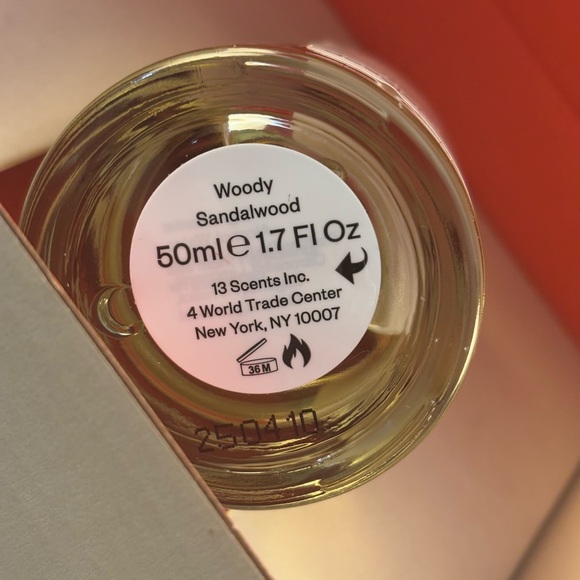 Woody
Sandalwood
50ml ℮ 1.7 Fl Oz
13 Scents Inc.
4 World Trade Center
New York, NY 10007
36 M
250410